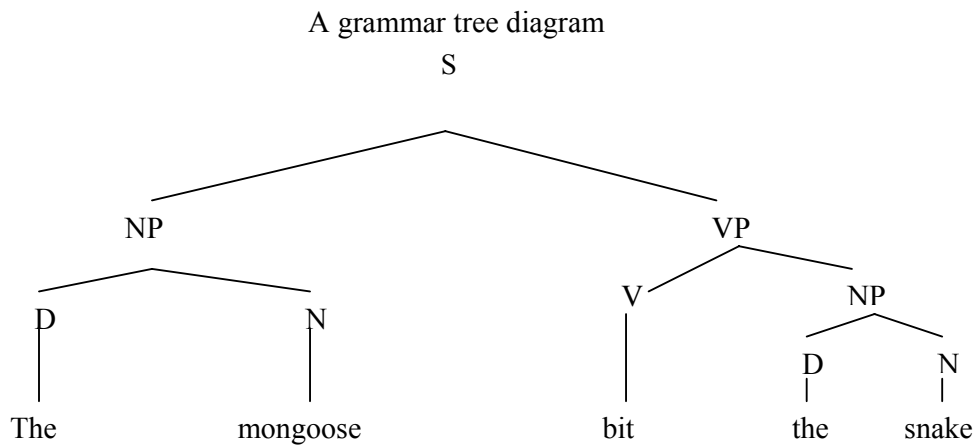 A grammar tree diagram
S
NP VP
V NP
D N
D N
The mongoose bit the snake